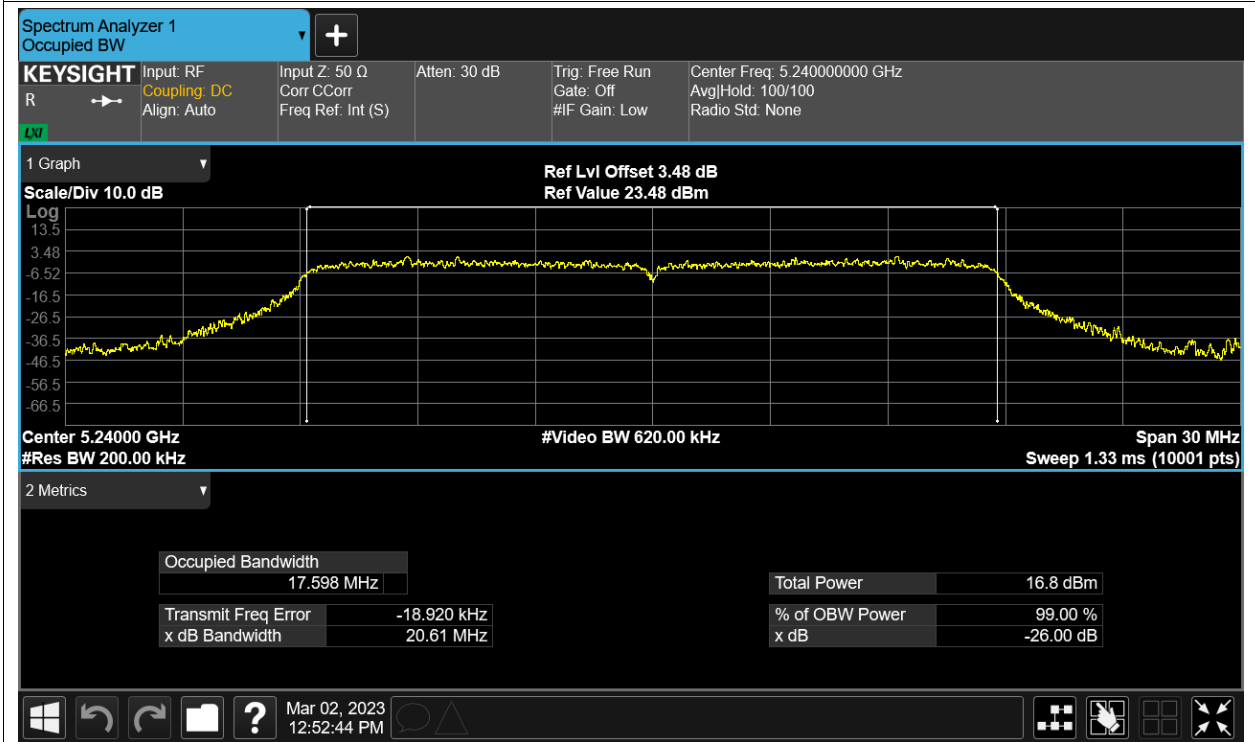 Spectrum Analyzer 1
Occupied BW
KEYSIGHT
R
LXI
Input: RF
Coupling: DC
Align: Auto
Input Z: 50 Ω
Corr CCorr
Freq Ref: Int (S)
Atten: 30 dB
Trig: Free Run
Gate: Off
#IF Gain: Low
Center Freq: 5.240000000 GHz
Avg|Hold: 100/100
Radio Std: None
1 Graph
Scale/Div 10.0 dB
Ref Lvl Offset 3.48 dB
Ref Value 23.48 dBm
Log
13.5
3.48
-6.52
-16.5
-26.5
-36.5
-46.5
-56.5
-66.5
Center 5.24000 GHz
#Video BW 620.00 kHz
Span 30 MHz
#Res BW 200.00 kHz
Sweep 1.33 ms (10001 pts)
2 Metrics
Occupied Bandwidth
17.598 MHz
Total Power 16.8 dBm
Transmit Freq Error -18.920 kHz
% of OBW Power 99.00 %
x dB Bandwidth 20.61 MHz
x dB -26.00 dB
?
Mar 02, 2023
12:52:44 PM